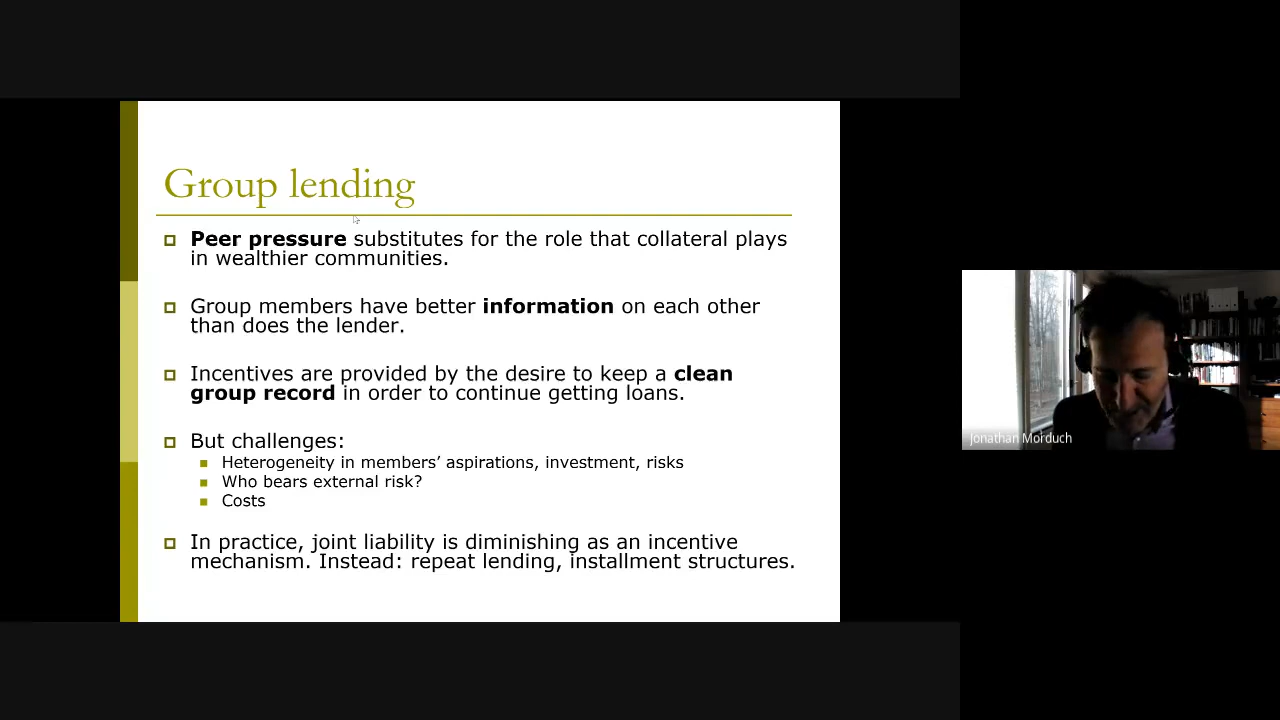 Group lending
Peer pressure substitutes for the role that collateral plays
in wealthier communities.
Group members have better information on each other
than does the lender.
Incentives are provided by the desire to keep a clean
group record in order to continue getting loans.
But challenges:
Heterogeneity in members' aspirations, investment, risks
Who bears external risk?
Costs
In practice, joint liability is diminishing as an incentive
mechanism. Instead: repeat lending, installment structures.
Jonathan Morduch